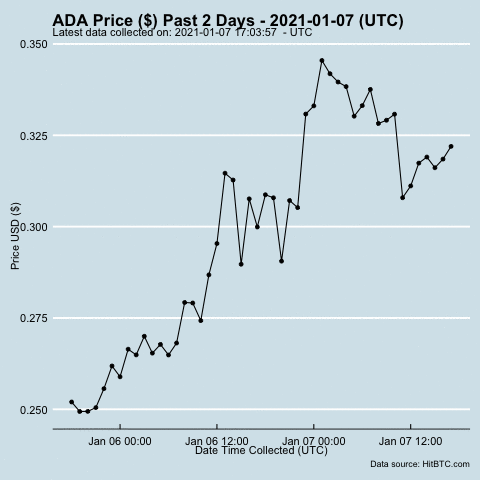 ADA Price ($) Past 2 Days - 2021-01-07 (UTC)
Latest data collected on: 2021-01-07 17:03:57 - UTC
0.350
0.325
0.300
0.275
0.250
Price USD ($)
Jan 06 00:00 Jan 06 12:00 Jan 07 00:00 Jan 07 12:00
Date Time Collected (UTC)
Data source: HitBTC.com